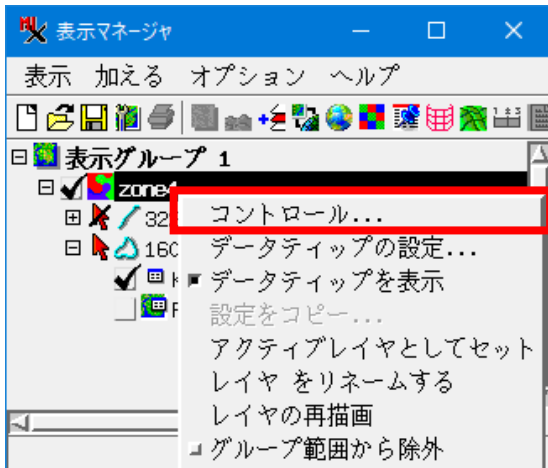 表示マネージャ
表示 加える オプション ヘルプ
表示グループ 1
zone4
コントロール...
データティップの設定...
データティップを表示
設定をコピー...
アクティブレイヤとしてセット
レイヤ をリネームする
レイヤの再描画
グループ範囲から除外